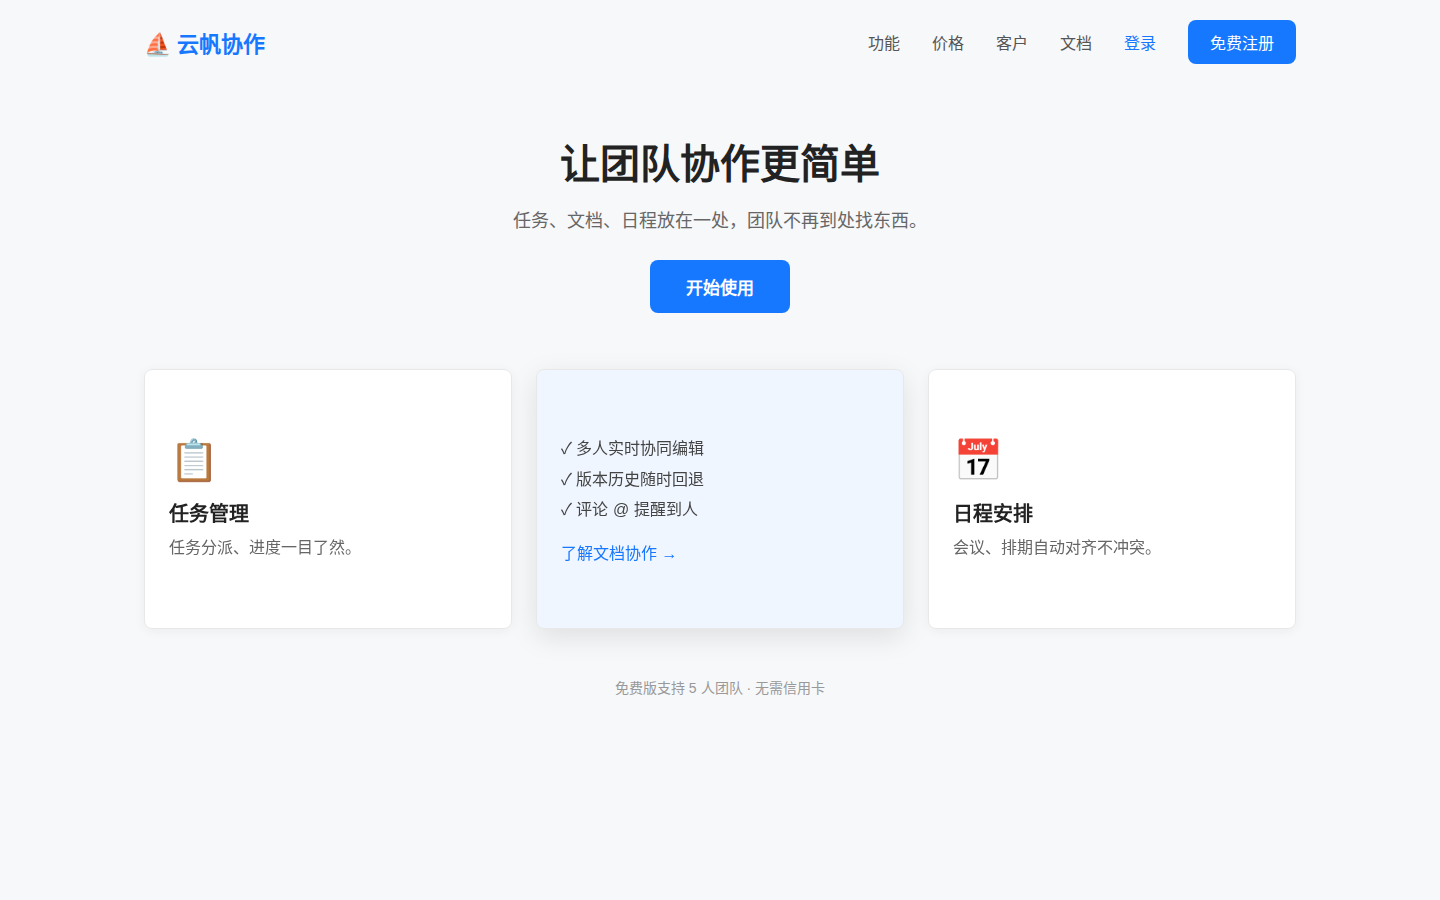 云帆协作
功能
价格
客户
文档
登录
免费注册
让团队协作更简单
任务、文档、日程放在一处，团队不再到处找东西。
开始使用
任务管理
任务分派、进度一目了然。
✓ 多人实时协同编辑
✓ 版本历史随时回退
✓ 评论 @ 提醒到人
了解文档协作 →
July
17
日程安排
会议、排期自动对齐不冲突。
免费版支持 5 人团队 · 无需信用卡